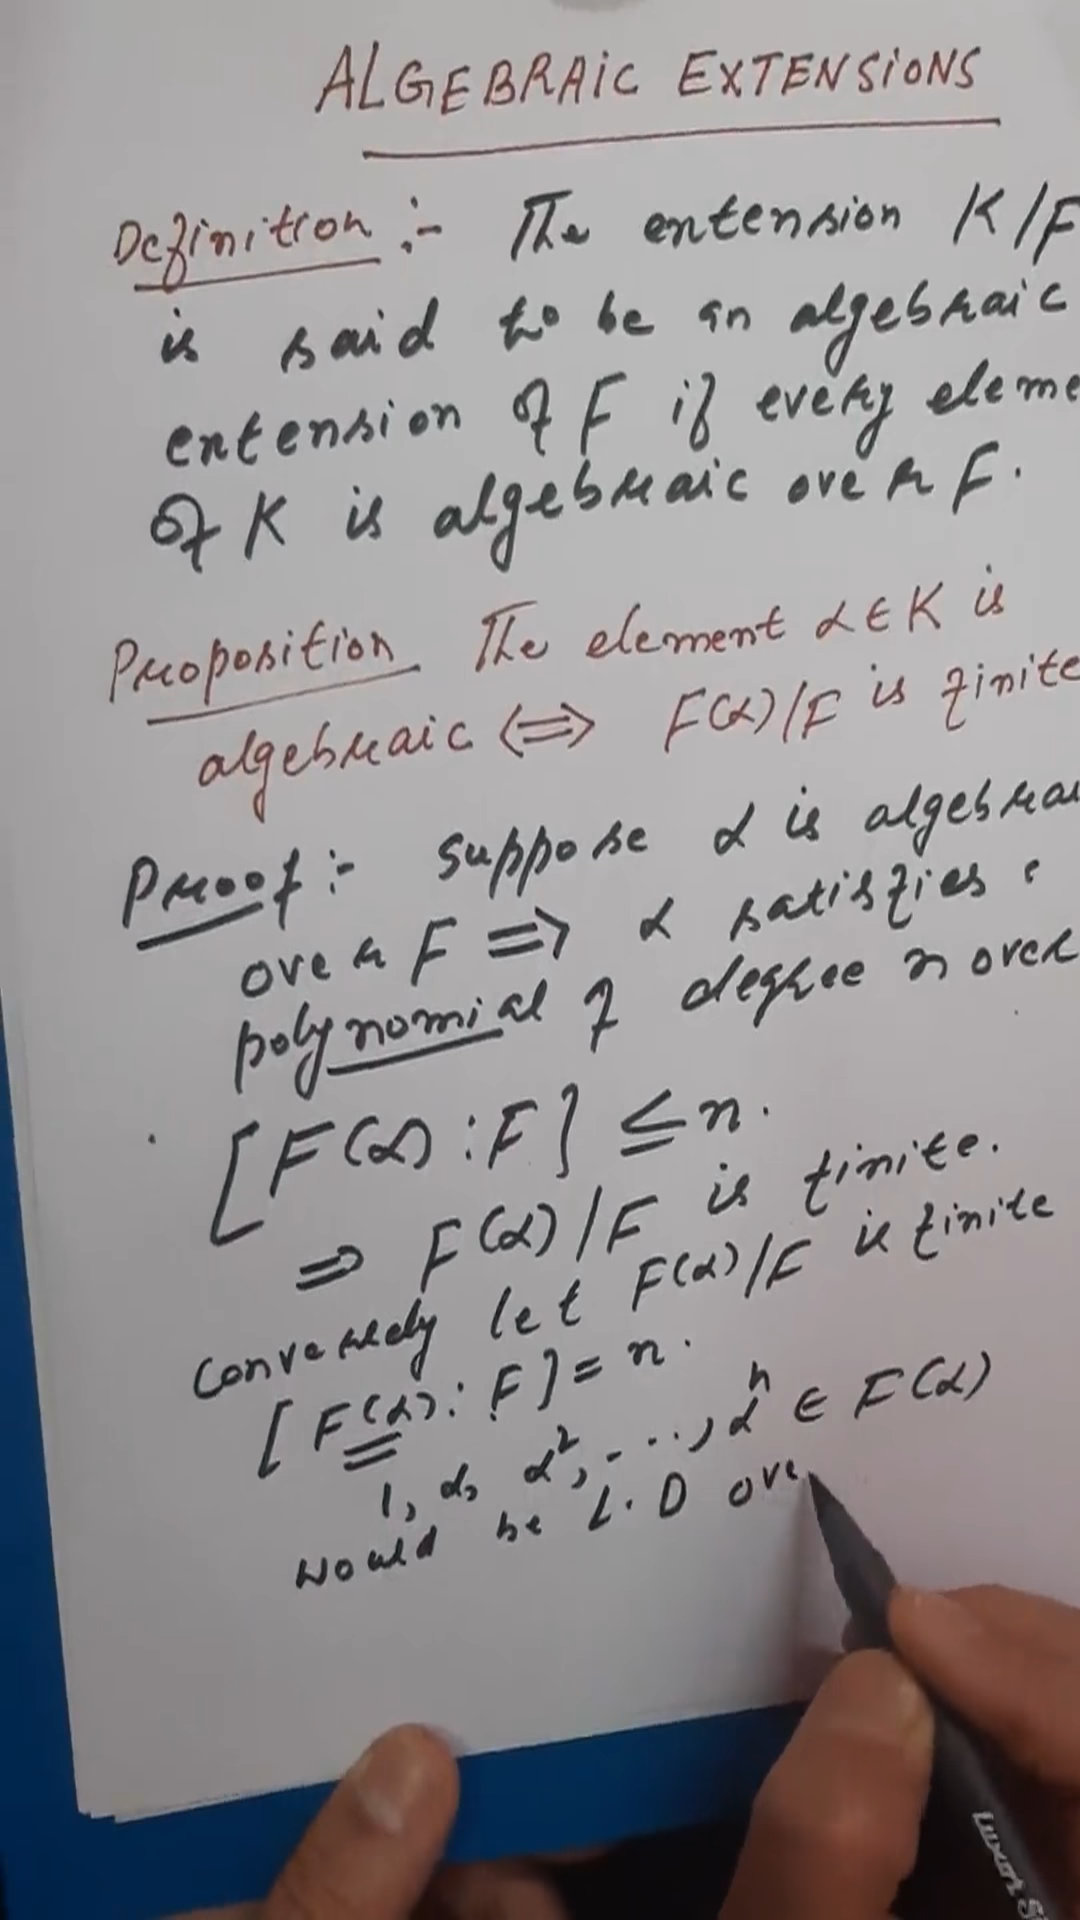 ALGEBRAIC EXTENSIONS
Definition :- The extension K/F
is said to be an algebraic
extension of F if every eleme
of K is algebraic over F.
Proposition The element α ∈ K is
algebraic ⟺ F(α)/F is finite
Proof :- suppose α is algebrai
over F ⟹ α satisfies
polynomial of degree n over
[F(α) : F] ≤ n.
⇒ F(α)/F is finite.
conversely let F(α)/F is finite
[F(α) : F] = n.
1, α, α², - ..., αⁿ ∈ F(α)
would be L.D ove
Luxor